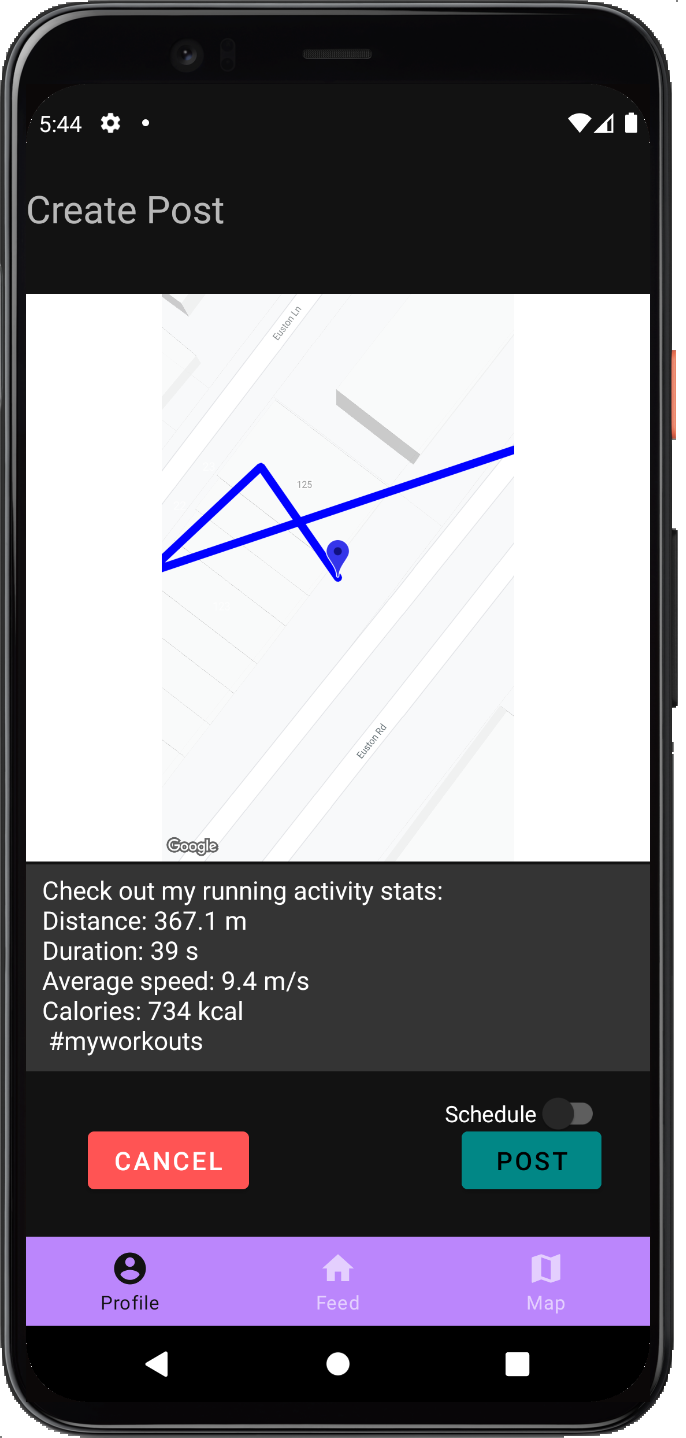 5:44
Create Post
Euston Ln
125
Euston Rd
Google
Check out my running activity stats:
Distance: 367.1 m
Duration: 39 s
Average speed: 9.4 m/s
Calories: 734 kcal
#myworkouts
Schedule
CANCEL
POST
Profile
Feed
Map